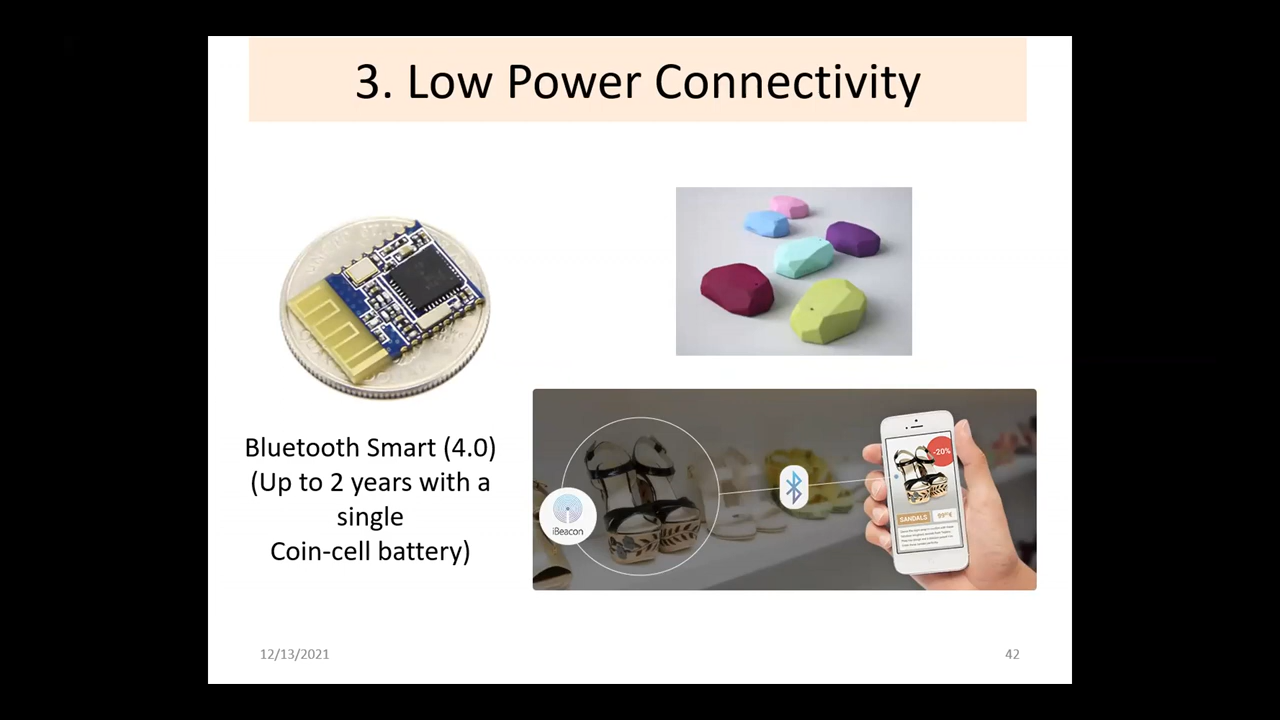 3. Low Power Connectivity
Bluetooth Smart (4.0)
(Up to 2 years with a
single
Coin-cell battery)
iBeacon
-20%
SANDALS
12/13/2021
42